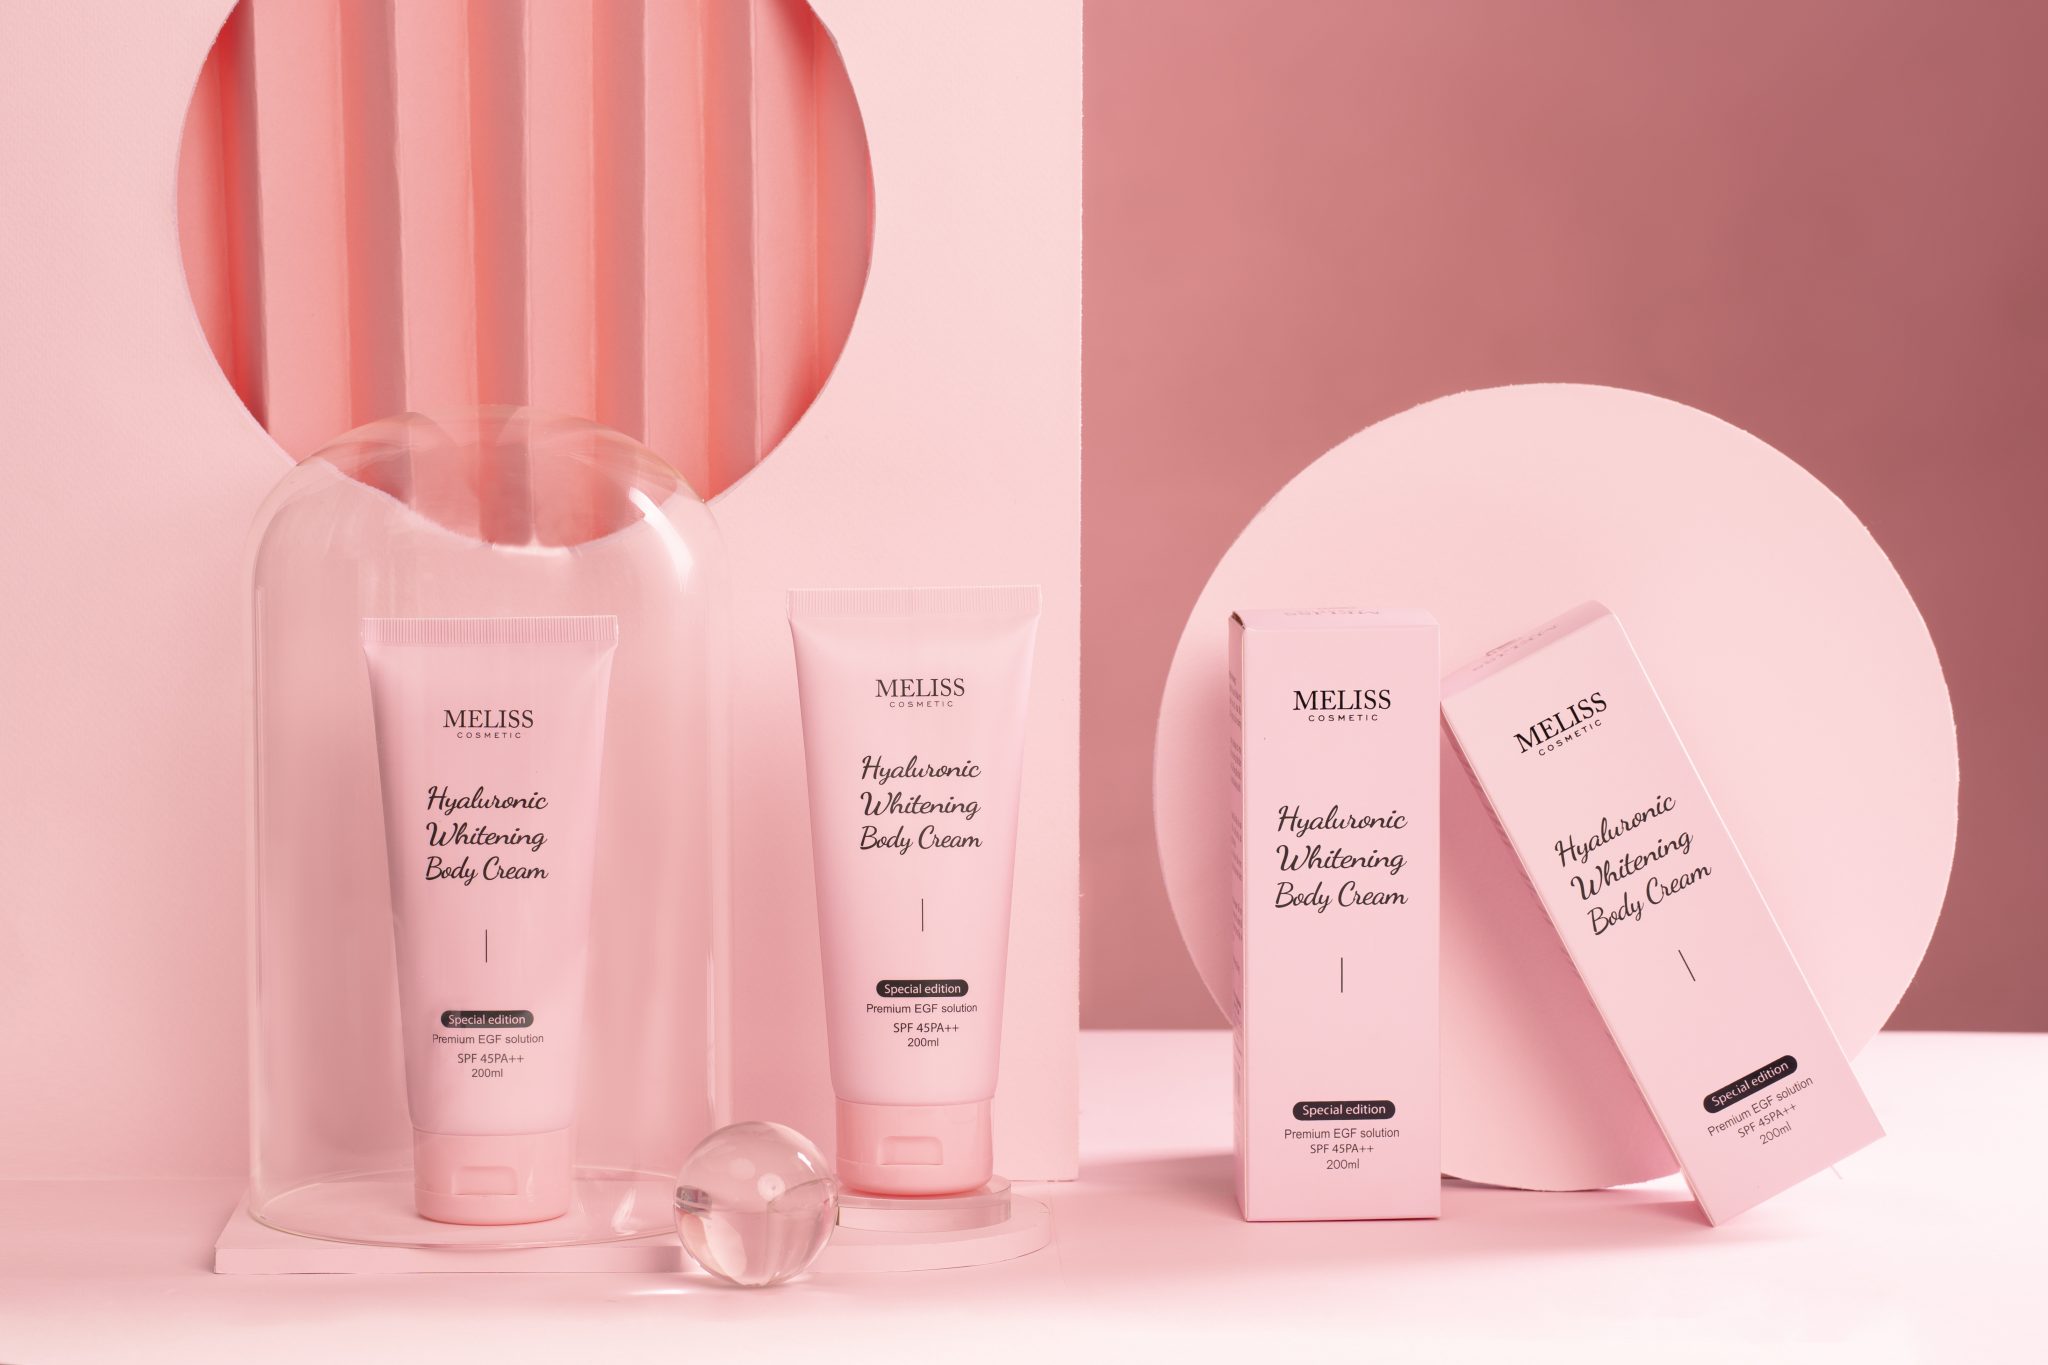 MELISS
COSMETIC
Hyaluronic
Whitening
Body Cream
Special edition
Premium EGF solution
SPF 45PA++
200ml
MELISS
COSMETIC
Hyaluronic
Whitening
Body Cream
Special edition
Premium EGF solution
SPF 45PA++
200ml
MELISS
COSMETIC
Hyaluronic
Whitening
Body Cream
Special edition
Premium EGF solution
SPF 45PA++
200ml
MELISS
COSMETIC
Hyaluronic
Whitening
Body Cream
Special edition
Premium EGF solution
SPF 45PA++
200ml